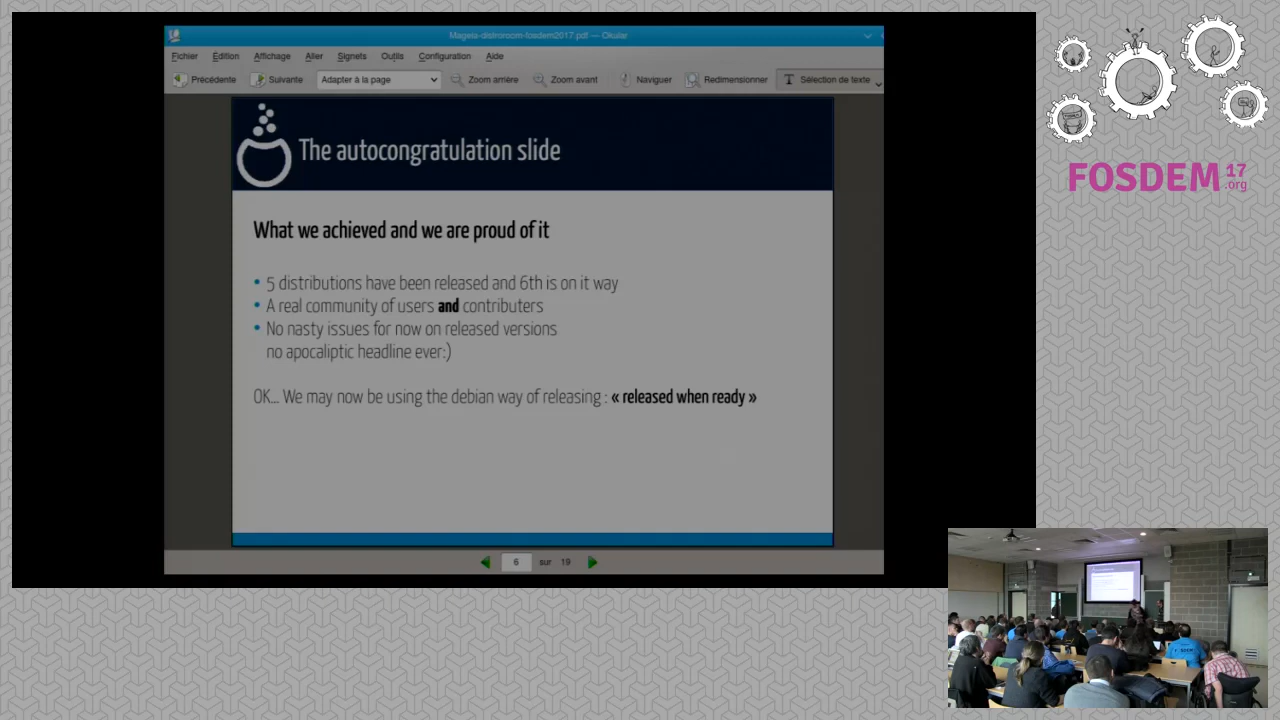 Mageia-distroroom-fosdem2017.pdf — Okular
Fichier Édition Affichage Aller Signets Outils Configuration Aide
Précédente Suivante Adapter à la page Zoom arrière Zoom avant Naviguer Redimensionner Sélection de texte
The autocongratulation slide
What we achieved and we are proud of it
• 5 distributions have been released and 6th is on it way
• A real community of users and contributers
• No nasty issues for now on released versions
no apocaliptic headline ever:)
OK... We may now be using the debian way of releasing : « released when ready »
6 sur 19
FOSDEM 17
.org